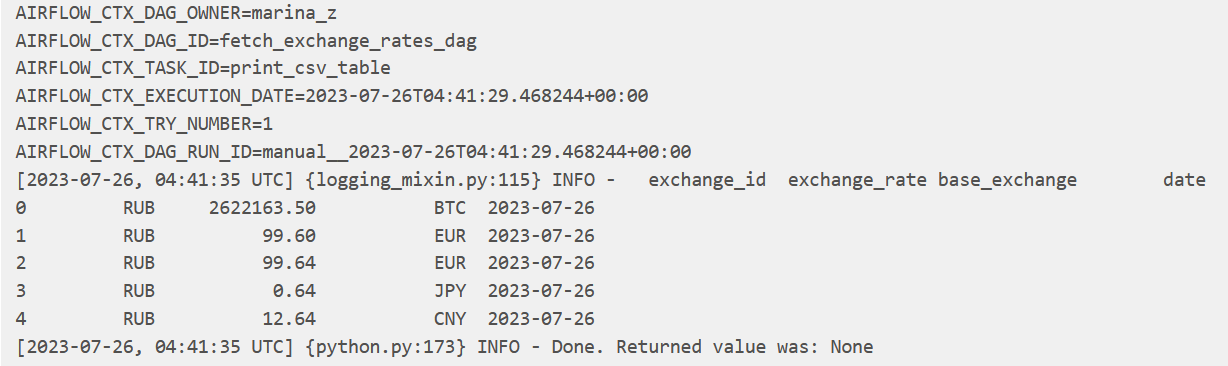 AIRFLOW_CTX_DAG_OWNER=marina_z
AIRFLOW_CTX_DAG_ID=fetch_exchange_rates_dag
AIRFLOW_CTX_TASK_ID=print_csv_table
AIRFLOW_CTX_EXECUTION_DATE=2023-07-26T04:41:29.468244+00:00
AIRFLOW_CTX_TRY_NUMBER=1
AIRFLOW_CTX_DAG_RUN_ID=manual__2023-07-26T04:41:29.468244+00:00
[2023-07-26, 04:41:35 UTC] {logging_mixin.py:115} INFO -   exchange_id  exchange_rate base_exchange        date
0         RUB     2622163.50           BTC  2023-07-26
1         RUB          99.60           EUR  2023-07-26
2         RUB          99.64           EUR  2023-07-26
3         RUB           0.64           JPY  2023-07-26
4         RUB          12.64           CNY  2023-07-26
[2023-07-26, 04:41:35 UTC] {python.py:173} INFO - Done. Returned value was: None